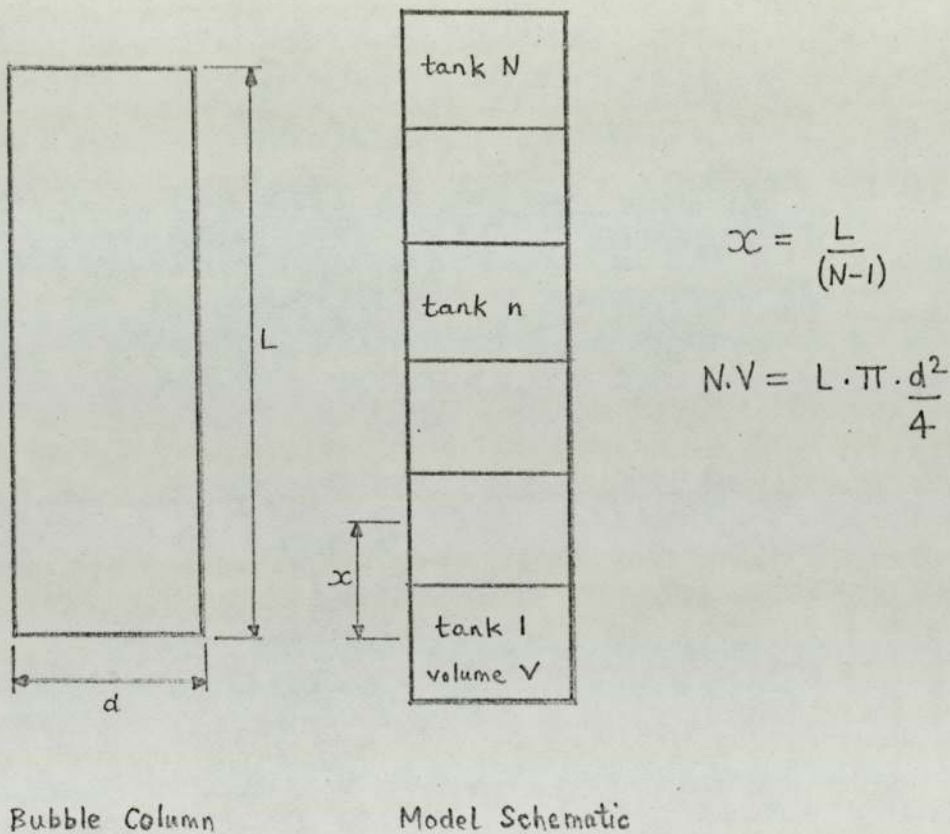 tank N
tank n
L
x
tank 1
volume V
d
x = L/(N-1)
N.V = L·π·d²/4
Bubble Column
Model Schematic